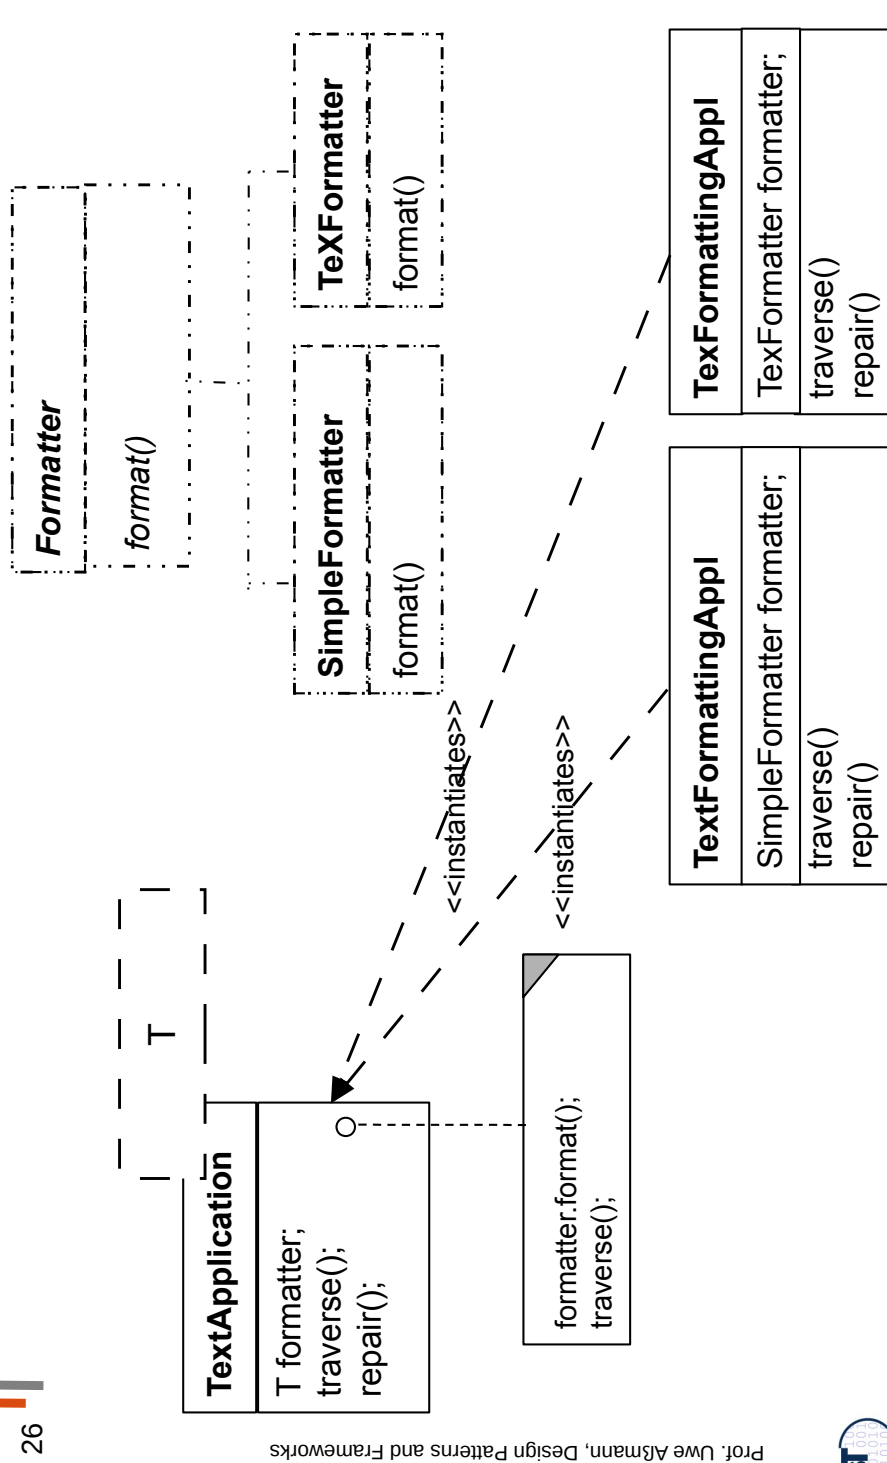 26
Formatter
format()
SimpleFormatter
format()
TeXFormatter
format()
T
TextApplication
T formatter;
traverse();
repair();
<<instantiates>>
<<instantiates>>
formatter.format();
traverse();
TextFormattingAppl
SimpleFormatter formatter;
traverse()
repair()
TexFormattingAppl
TexFormatter formatter;
traverse()
repair()
Prof. Uwe Aßmann, Design Patterns and Frameworks